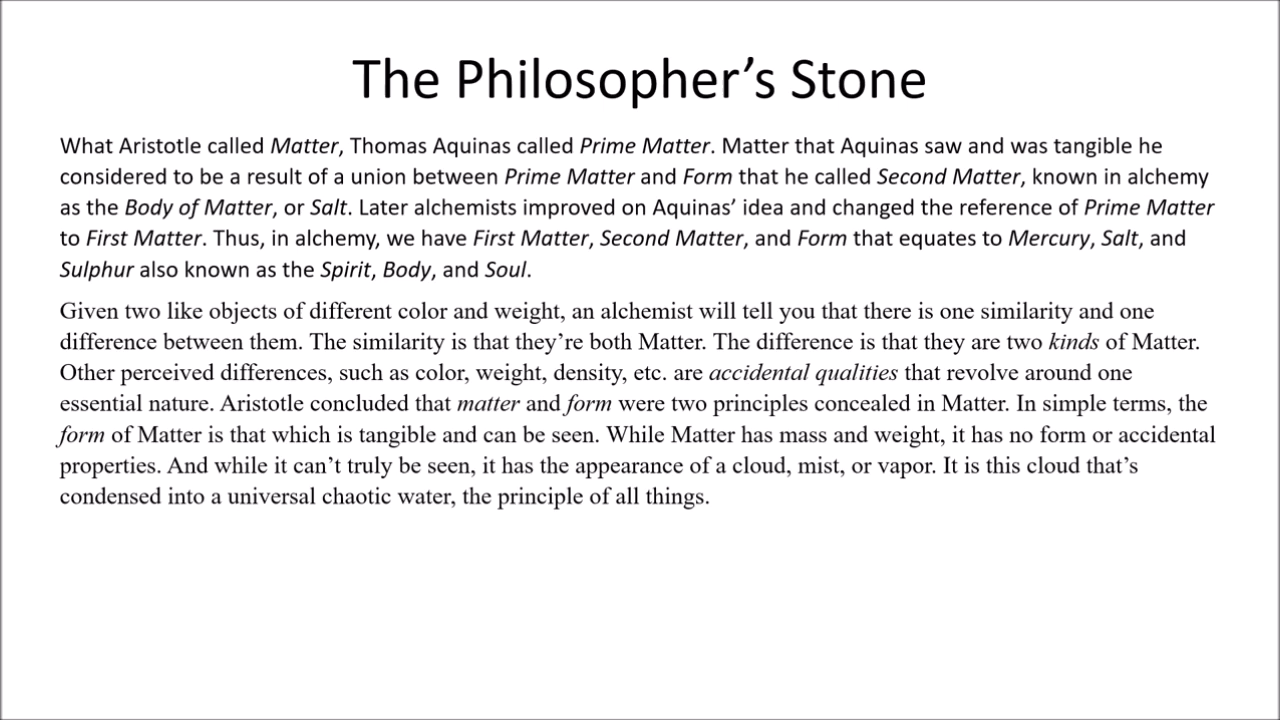 The Philosopher’s Stone
What Aristotle called Matter, Thomas Aquinas called Prime Matter. Matter that Aquinas saw and was tangible he
considered to be a result of a union between Prime Matter and Form that he called Second Matter, known in alchemy
as the Body of Matter, or Salt. Later alchemists improved on Aquinas’ idea and changed the reference of Prime Matter
to First Matter. Thus, in alchemy, we have First Matter, Second Matter, and Form that equates to Mercury, Salt, and
Sulphur also known as the Spirit, Body, and Soul.
Given two like objects of different color and weight, an alchemist will tell you that there is one similarity and one
difference between them. The similarity is that they’re both Matter. The difference is that they are two kinds of Matter.
Other perceived differences, such as color, weight, density, etc. are accidental qualities that revolve around one
essential nature. Aristotle concluded that matter and form were two principles concealed in Matter. In simple terms, the
form of Matter is that which is tangible and can be seen. While Matter has mass and weight, it has no form or accidental
properties. And while it can’t truly be seen, it has the appearance of a cloud, mist, or vapor. It is this cloud that’s
condensed into a universal chaotic water, the principle of all things.